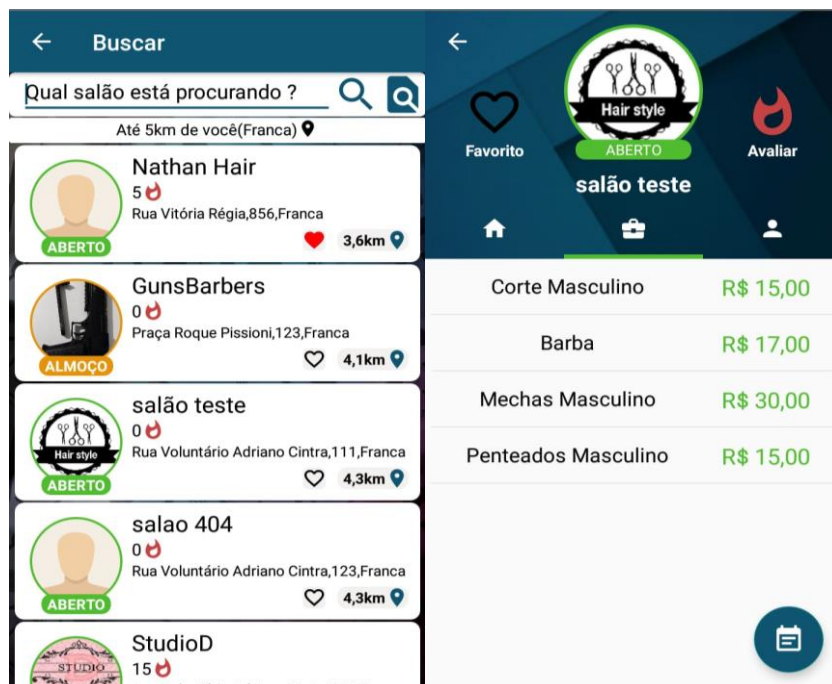 Buscar
Qual salão está procurando ?
Até 5km de você(Franca)
Nathan Hair
5
Rua Vitória Régia,856,Franca
ABERTO
3,6km
GunsBarbers
0
Praça Roque Pissioni,123,Franca
ALMOÇO
4,1km
salão teste
0
Rua Voluntário Adriano Cintra,111,Franca
Hair style
ABERTO
4,3km
salao 404
0
Rua Voluntário Adriano Cintra,123,Franca
ABERTO
4,3km
StudioD
15
STUDIO
Hair style
Favorito
ABERTO
Avaliar
salão teste
Corte Masculino R$ 15,00
Barba R$ 17,00
Mechas Masculino R$ 30,00
Penteados Masculino R$ 15,00